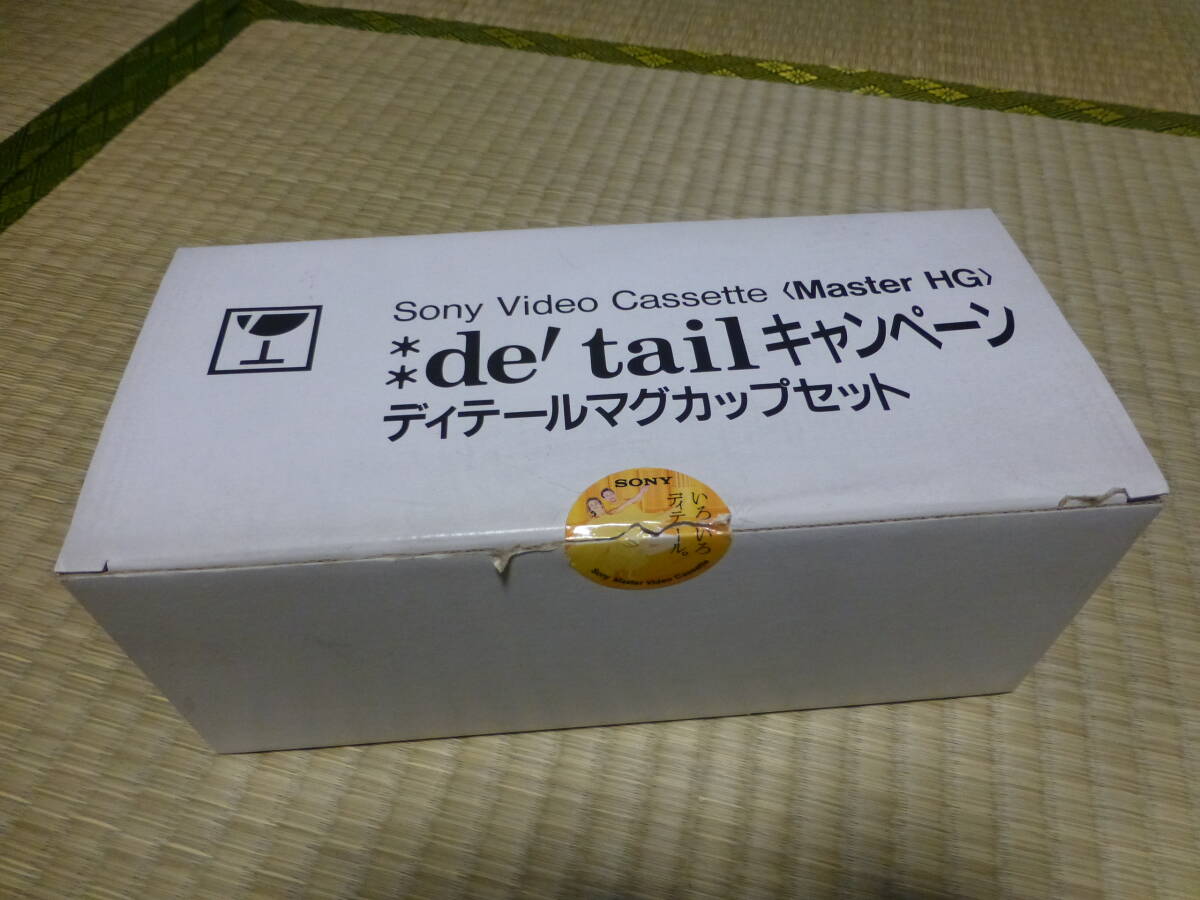 Sony Video Cassette〈Master HG〉
**de' tailキャンペーン
ディテールマグカップセット
SONY
いろいろ
ディテール。
Sony Master Video Cassette